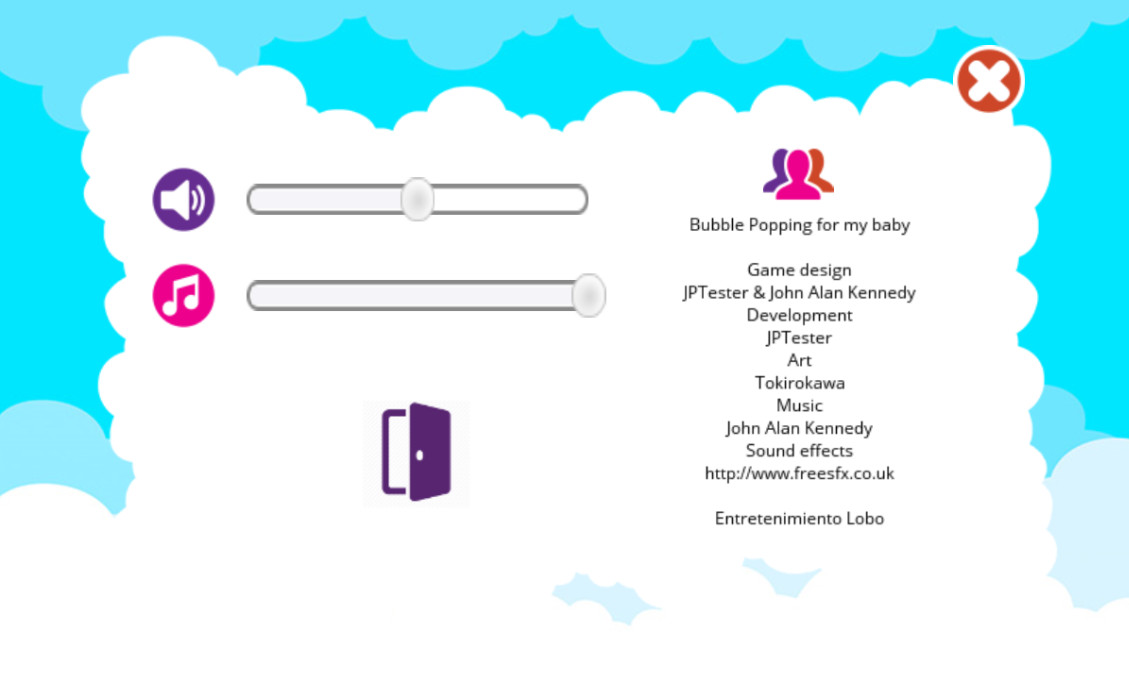 Bubble Popping for my baby
Game design
JPTester & John Alan Kennedy
Development
JPTester
Art
Tokirokawa
Music
John Alan Kennedy
Sound effects
http://www.freesfx.co.uk
Entretenimiento Lobo